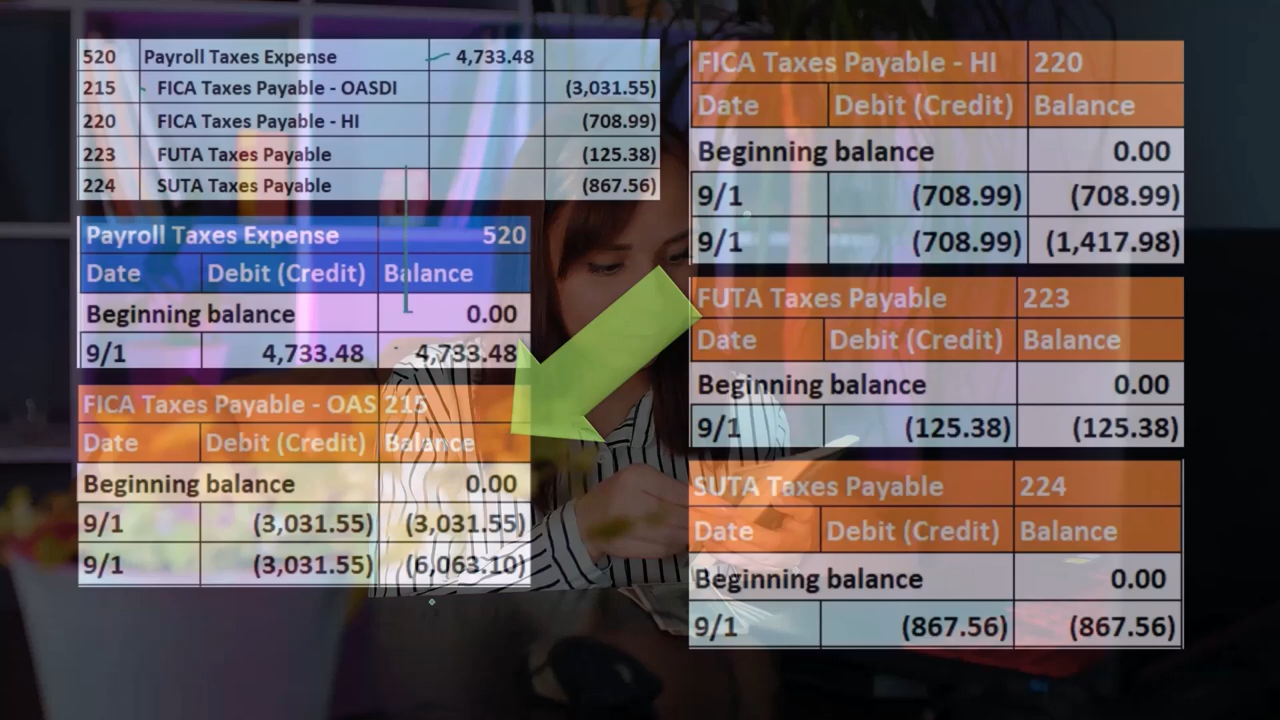 520 Payroll Taxes Expense 4,733.48
215 FICA Taxes Payable - OASDI (3,031.55)
220 FICA Taxes Payable - HI (708.99)
223 FUTA Taxes Payable (125.38)
224 SUTA Taxes Payable (867.56)
Payroll Taxes Expense 520
Date Debit (Credit) Balance
Beginning balance 0.00
9/1 4,733.48 4,733.48
FICA Taxes Payable - OAS 215
Date Debit (Credit) Balance
Beginning balance 0.00
9/1 (3,031.55) (3,031.55)
9/1 (3,031.55) (6,063.10)
FICA Taxes Payable - HI 220
Date Debit (Credit) Balance
Beginning balance 0.00
9/1 (708.99) (708.99)
9/1 (708.99) (1,417.98)
FUTA Taxes Payable 223
Date Debit (Credit) Balance
Beginning balance 0.00
9/1 (125.38) (125.38)
SUTA Taxes Payable 224
Date Debit (Credit) Balance
Beginning balance 0.00
9/1 (867.56) (867.56)